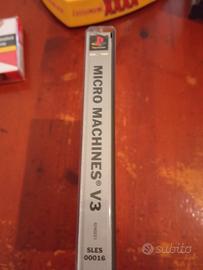 MICRO MACHINES® V3
SLES
00016
subito